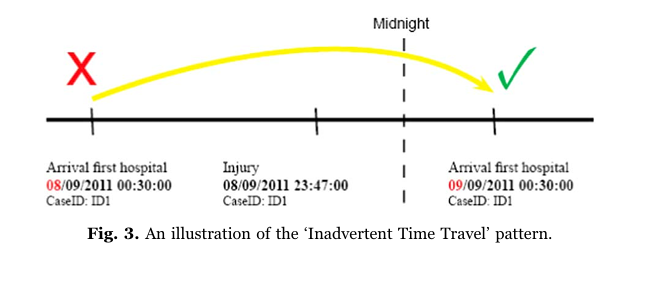 Midnight
X
Arrival first hospital
08/09/2011 00:30:00
CaseID: ID1
Injury
08/09/2011 23:47:00
CaseID: ID1
Arrival first hospital
09/09/2011 00:30:00
CaseID: ID1
Fig. 3. An illustration of the ‘Inadvertent Time Travel’ pattern.